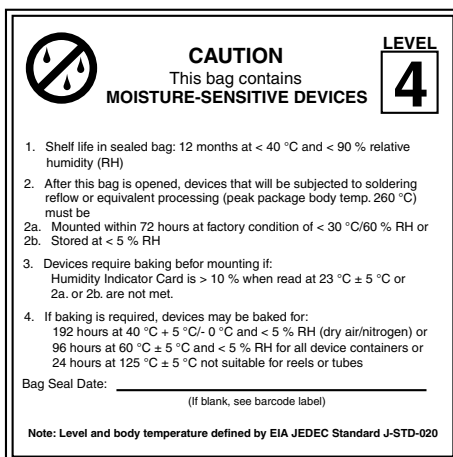 CAUTION
This bag contains
MOISTURE-SENSITIVE DEVICES
LEVEL
4
1. Shelf life in sealed bag: 12 months at < 40 °C and < 90 % relative
humidity (RH)
2. After this bag is opened, devices that will be subjected to soldering
reflow or equivalent processing (peak package body temp. 260 °C)
must be
2a. Mounted within 72 hours at factory condition of < 30 °C/60 % RH or
2b. Stored at < 5 % RH
3. Devices require baking befor mounting if:
Humidity Indicator Card is > 10 % when read at 23 °C ± 5 °C or
2a. or 2b. are not met.
4. If baking is required, devices may be baked for:
192 hours at 40 °C + 5 °C/- 0 °C and < 5 % RH (dry air/nitrogen) or
96 hours at 60 °C ± 5 °C and < 5 % RH for all device containers or
24 hours at 125 °C ± 5 °C not suitable for reels or tubes
Bag Seal Date:
(If blank, see barcode label)
Note: Level and body temperature defined by EIA JEDEC Standard J-STD-020